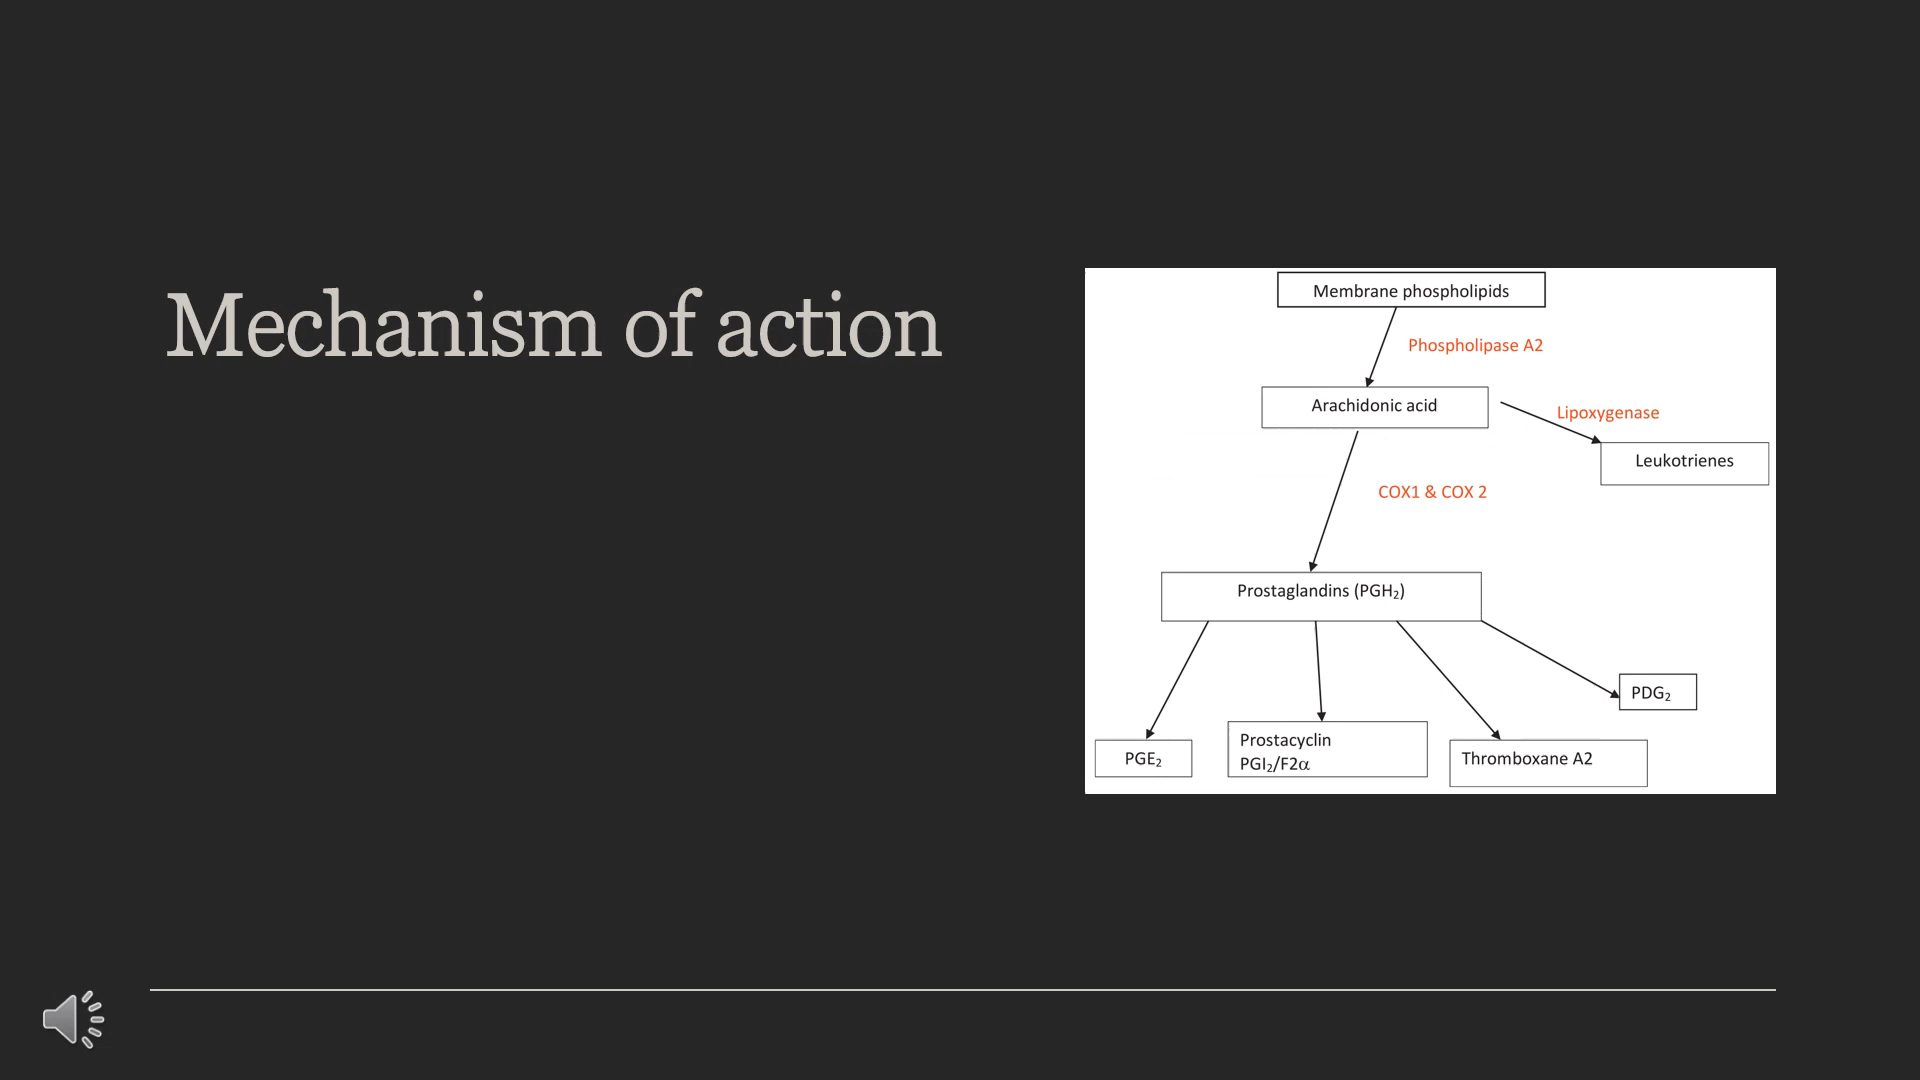 Mechanism of action
Membrane phospholipids
Phospholipase A2
Arachidonic acid
Lipoxygenase
Leukotrienes
COX1 & COX 2
Prostaglandins (PGH₂)
PDG₂
PGE₂
Prostacyclin
PGI₂/F2α
Thromboxane A2